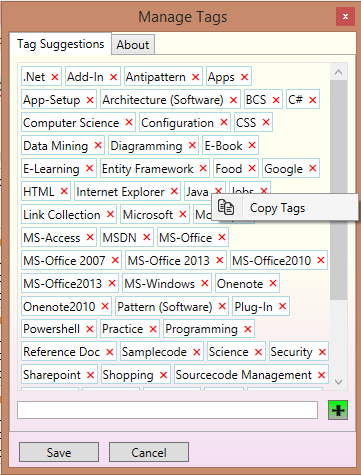 Manage Tags
Tag Suggestions About
.Net Add-In Antipattern Apps
App-Setup Architecture (Software) BCS C#
Computer Science Configuration CSS
Data Mining Diagramming E-Book
E-Learning Entity Framework Food Google
HTML Internet Explorer Java Jobs
Copy Tags
Link Collection Microsoft
MS-Access MSDN MS-Office
MS-Office 2007 MS-Office 2013 MS-Office2010
MS-Office2013 MS-Windows Onenote
Onenote2010 Pattern (Software) Plug-In
Powershell Practice Programming
Reference Doc Samplecode Science Security
Sharepoint Shopping Sourcecode Management
Save Cancel